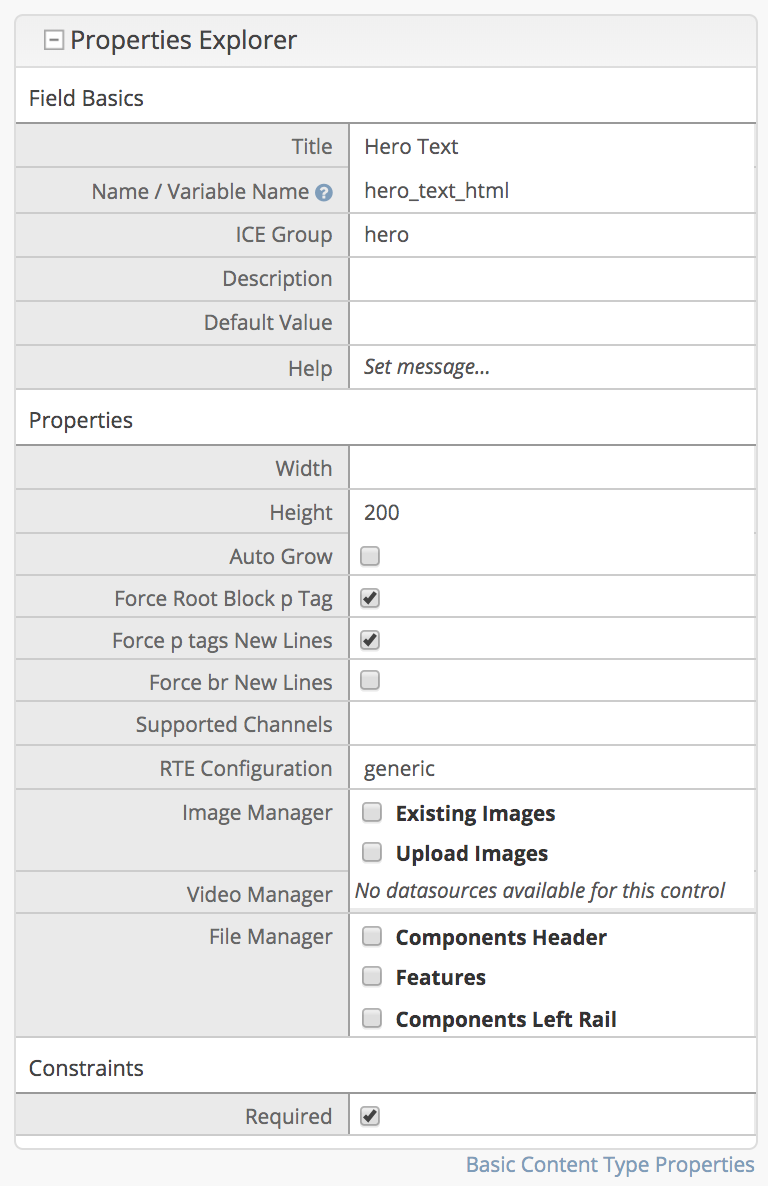 Properties Explorer
Field Basics
Title Hero Text
Name / Variable Name ? hero_text_html
ICE Group hero
Description
Default Value
Help Set message...
Properties
Width
Height 200
Auto Grow
Force Root Block p Tag
Force p tags New Lines
Force br New Lines
Supported Channels
RTE Configuration generic
Image Manager Existing Images
Upload Images
Video Manager No datasources available for this control
File Manager Components Header
Features
Components Left Rail
Constraints
Required
Basic Content Type Properties